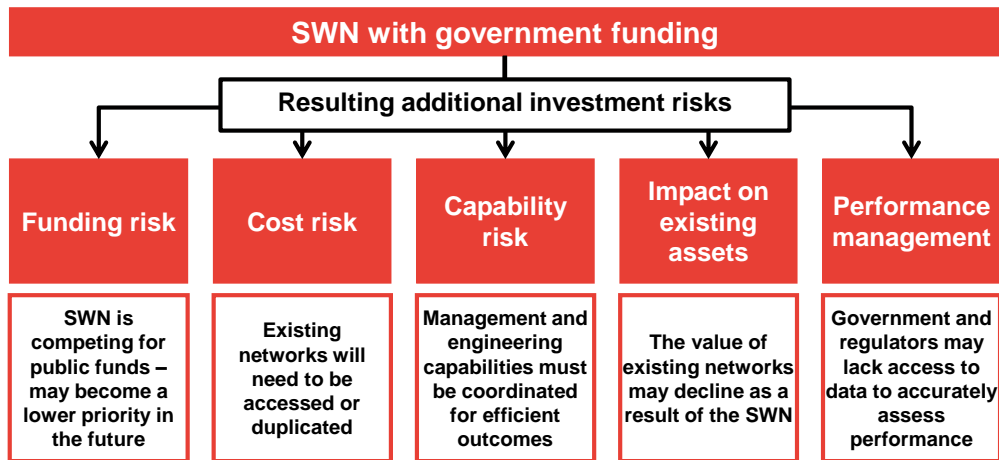 SWN with government funding
Resulting additional investment risks
Funding risk
Cost risk
Capability
risk
Impact on
existing
assets
Performance
management
SWN is
competing for
public funds –
may become a
lower priority in
the future
Existing
networks will
need to be
accessed or
duplicated
Management and
engineering
capabilities must
be coordinated
for efficient
outcomes
The value of
existing networks
may decline as a
result of the SWN
Government and
regulators may
lack access to
data to accurately
assess
performance